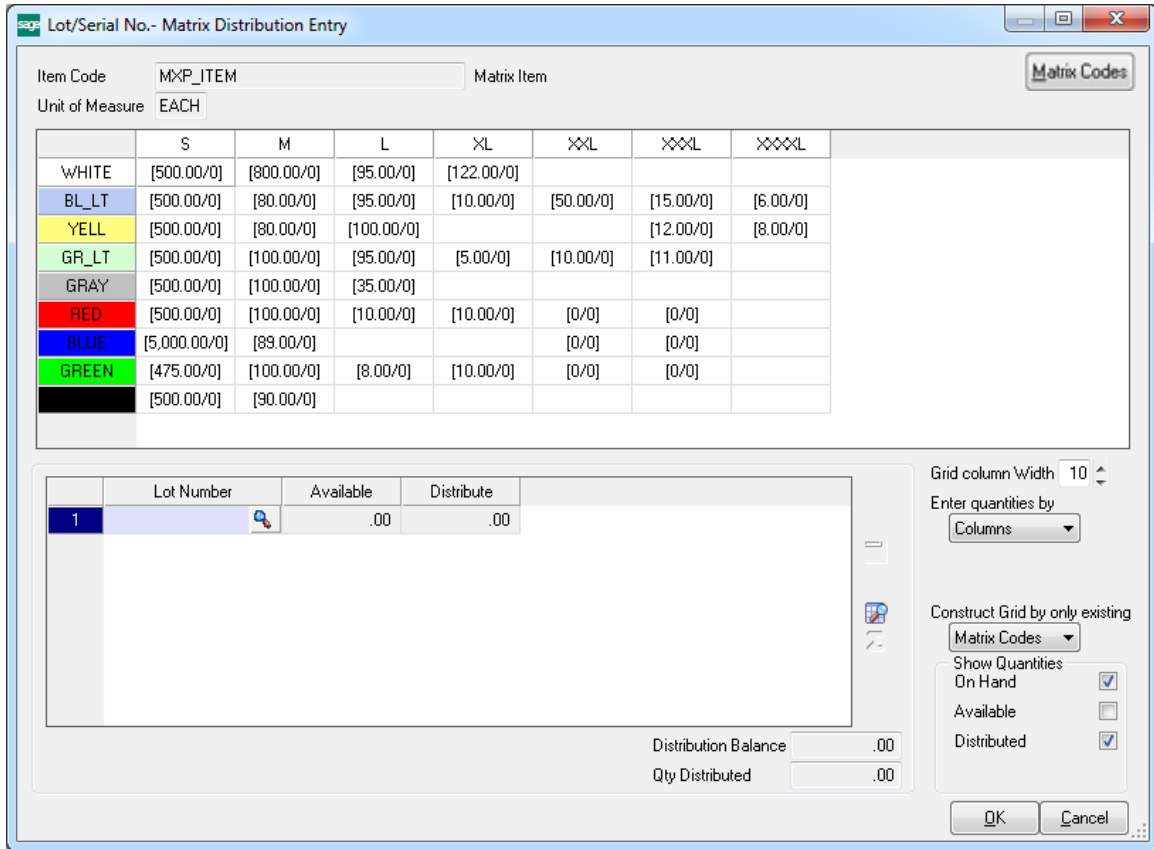 sage Lot/Serial No.- Matrix Distribution Entry
Item Code MXP_ITEM Matrix Item Matrix Codes
Unit of Measure EACH
S M L XL XXL XXXL XXXXL
WHITE [500.00/0] [800.00/0] [95.00/0] [122.00/0]
BL_LT [500.00/0] [80.00/0] [95.00/0] [10.00/0] [50.00/0] [15.00/0] [6.00/0]
YELL [500.00/0] [80.00/0] [100.00/0] [12.00/0] [8.00/0]
GR_LT [500.00/0] [100.00/0] [95.00/0] [5.00/0] [10.00/0] [11.00/0]
GRAY [500.00/0] [100.00/0] [35.00/0]
RED [500.00/0] [100.00/0] [10.00/0] [10.00/0] [0/0] [0/0]
BLUE [5,000.00/0] [89.00/0] [0/0] [0/0]
GREEN [475.00/0] [100.00/0] [8.00/0] [10.00/0] [0/0] [0/0]
[500.00/0] [90.00/0]
Lot Number Available Distribute
1 .00 .00
Grid column Width 10
Enter quantities by
Columns
Construct Grid by only existing
Matrix Codes
Show Quantities
On Hand
Available
Distributed
Distribution Balance .00
Qty Distributed .00
OK Cancel